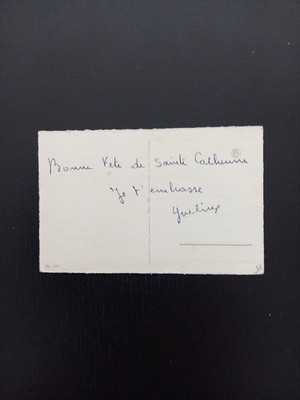 Bonne Fête de Sainte Catherine
Je t'embrasse